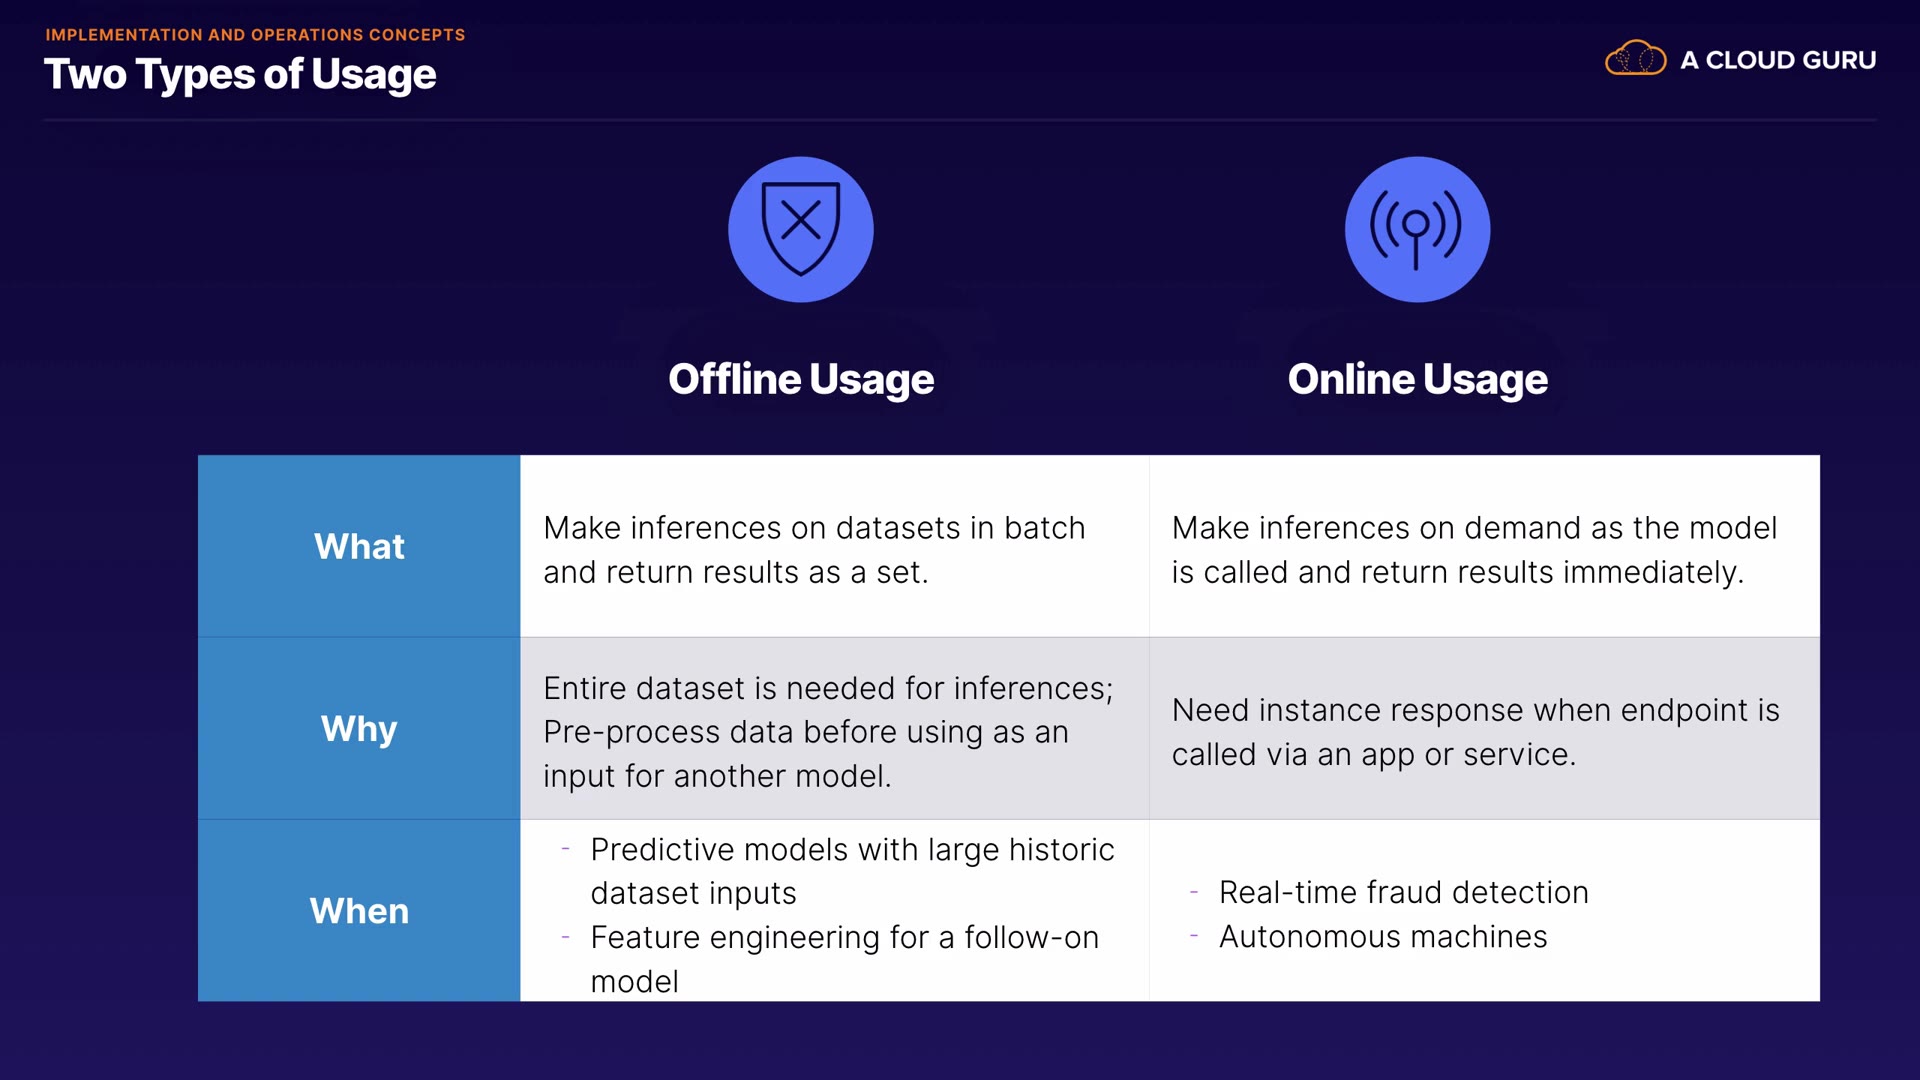 IMPLEMENTATION AND OPERATIONS CONCEPTS
Two Types of Usage
A CLOUD GURU
Offline Usage
Online Usage
What
Make inferences on datasets in batch
and return results as a set.
Make inferences on demand as the model
is called and return results immediately.
Why
Entire dataset is needed for inferences;
Pre-process data before using as an
input for another model.
Need instance response when endpoint is
called via an app or service.
When
- Predictive models with large historic
dataset inputs
- Feature engineering for a follow-on
model
- Real-time fraud detection
- Autonomous machines